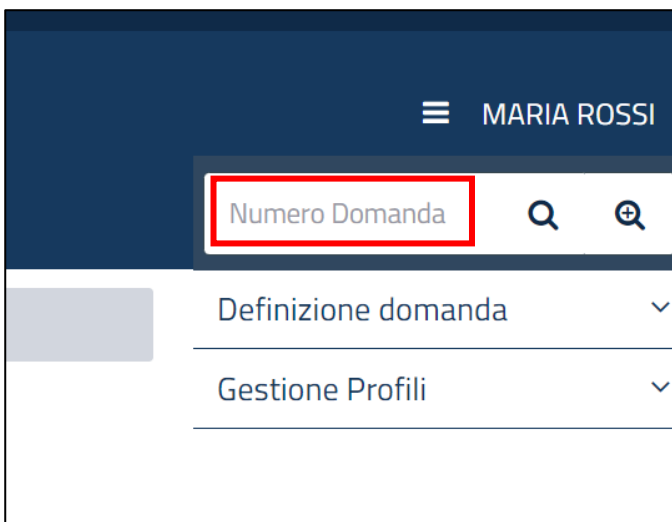 MARIA ROSSI
Numero Domanda
Definizione domanda
Gestione Profili